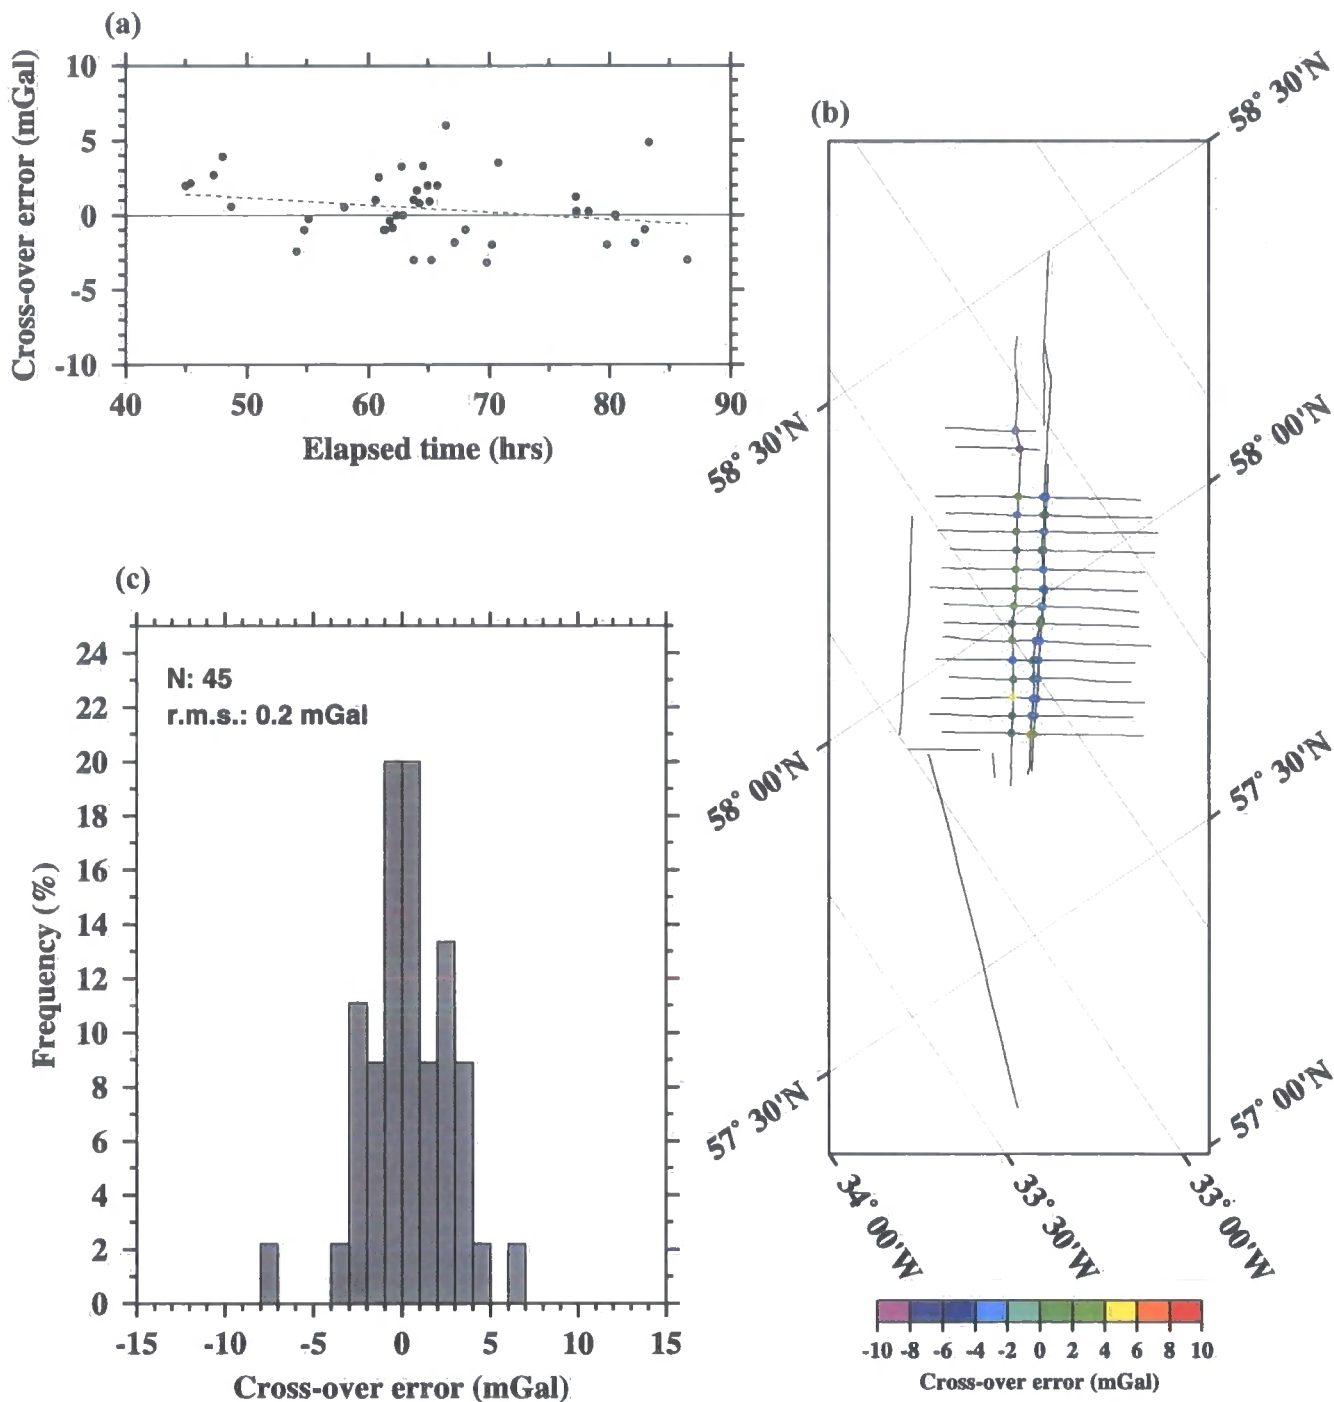 (a)
Cross-over error (mGal)
10
5
0
-5
-10
40 50 60 70 80 90
Elapsed time (hrs)
(b)
58° 30'N
58° 00'N
57° 30'N
57° 00'N
58° 30'N
58° 00'N
57° 30'N
34° 00'W
33° 30'W
33° 00'W
-10 -8 -6 -4 -2 0 2 4 6 8 10
Cross-over error (mGal)
(c)
N: 45
r.m.s.: 0.2 mGal
Frequency (%)
24
22
20
18
16
14
12
10
8
6
4
2
0
-15 -10 -5 0 5 10 15
Cross-over error (mGal)